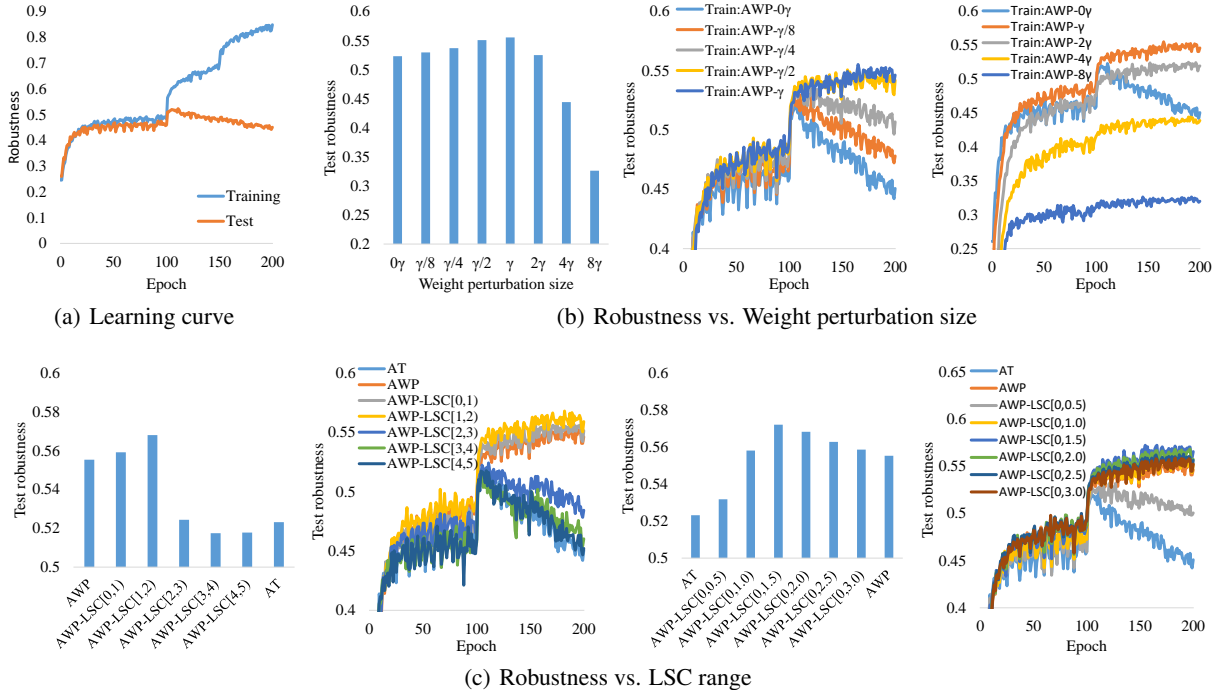 0.9
0.8
0.7
0.6
0.5
0.4
0.3
0.2
0.1
0
Robustness
Training
Test
0 50 100 150 200
Epoch
(a) Learning curve
0.6
0.55
0.5
0.45
0.4
0.35
0.3
0.25
0.2
Test robustness
0γ γ/8 γ/4 γ/2 γ 2γ 4γ 8γ
Weight perturbation size
0.6
0.55
0.5
0.45
0.4
Test robustness
Train:AWP-0γ
Train:AWP-γ/8
Train:AWP-γ/4
Train:AWP-γ/2
Train:AWP-γ
0 50 100 150 200
Epoch
0.6
0.55
0.5
0.45
0.4
0.35
0.3
0.25
Test robustness
Train:AWP-0γ
Train:AWP-γ
Train:AWP-2γ
Train:AWP-4γ
Train:AWP-8γ
0 50 100 150 200
Epoch
(b) Robustness vs. Weight perturbation size
0.6
0.58
0.56
0.54
0.52
0.5
Test robustness
AWP
AWP-LSC[0,1)
AWP-LSC[1,2)
AWP-LSC[2,3)
AWP-LSC[3,4)
AWP-LSC[4,5)
AT
0.6
0.55
0.5
0.45
0.4
Test robustness
AT
AWP
AWP-LSC[0,1)
AWP-LSC[1,2)
AWP-LSC[2,3)
AWP-LSC[3,4)
AWP-LSC[4,5)
0 50 100 150 200
Epoch
0.6
0.58
0.56
0.54
0.52
0.5
Test robustness
AT
AWP-LSC[0,0.5)
AWP-LSC[0,1.0)
AWP-LSC[0,1.5)
AWP-LSC[0,2.0)
AWP-LSC[0,2.5)
AWP-LSC[0,3.0)
AWP
0.65
0.6
0.55
0.5
0.45
0.4
Test robustness
AT
AWP
AWP-LSC[0,0.5)
AWP-LSC[0,1.0)
AWP-LSC[0,1.5)
AWP-LSC[0,2.0)
AWP-LSC[0,2.5)
AWP-LSC[0,3.0)
0 50 100 150 200
Epoch
(c) Robustness vs. LSC range